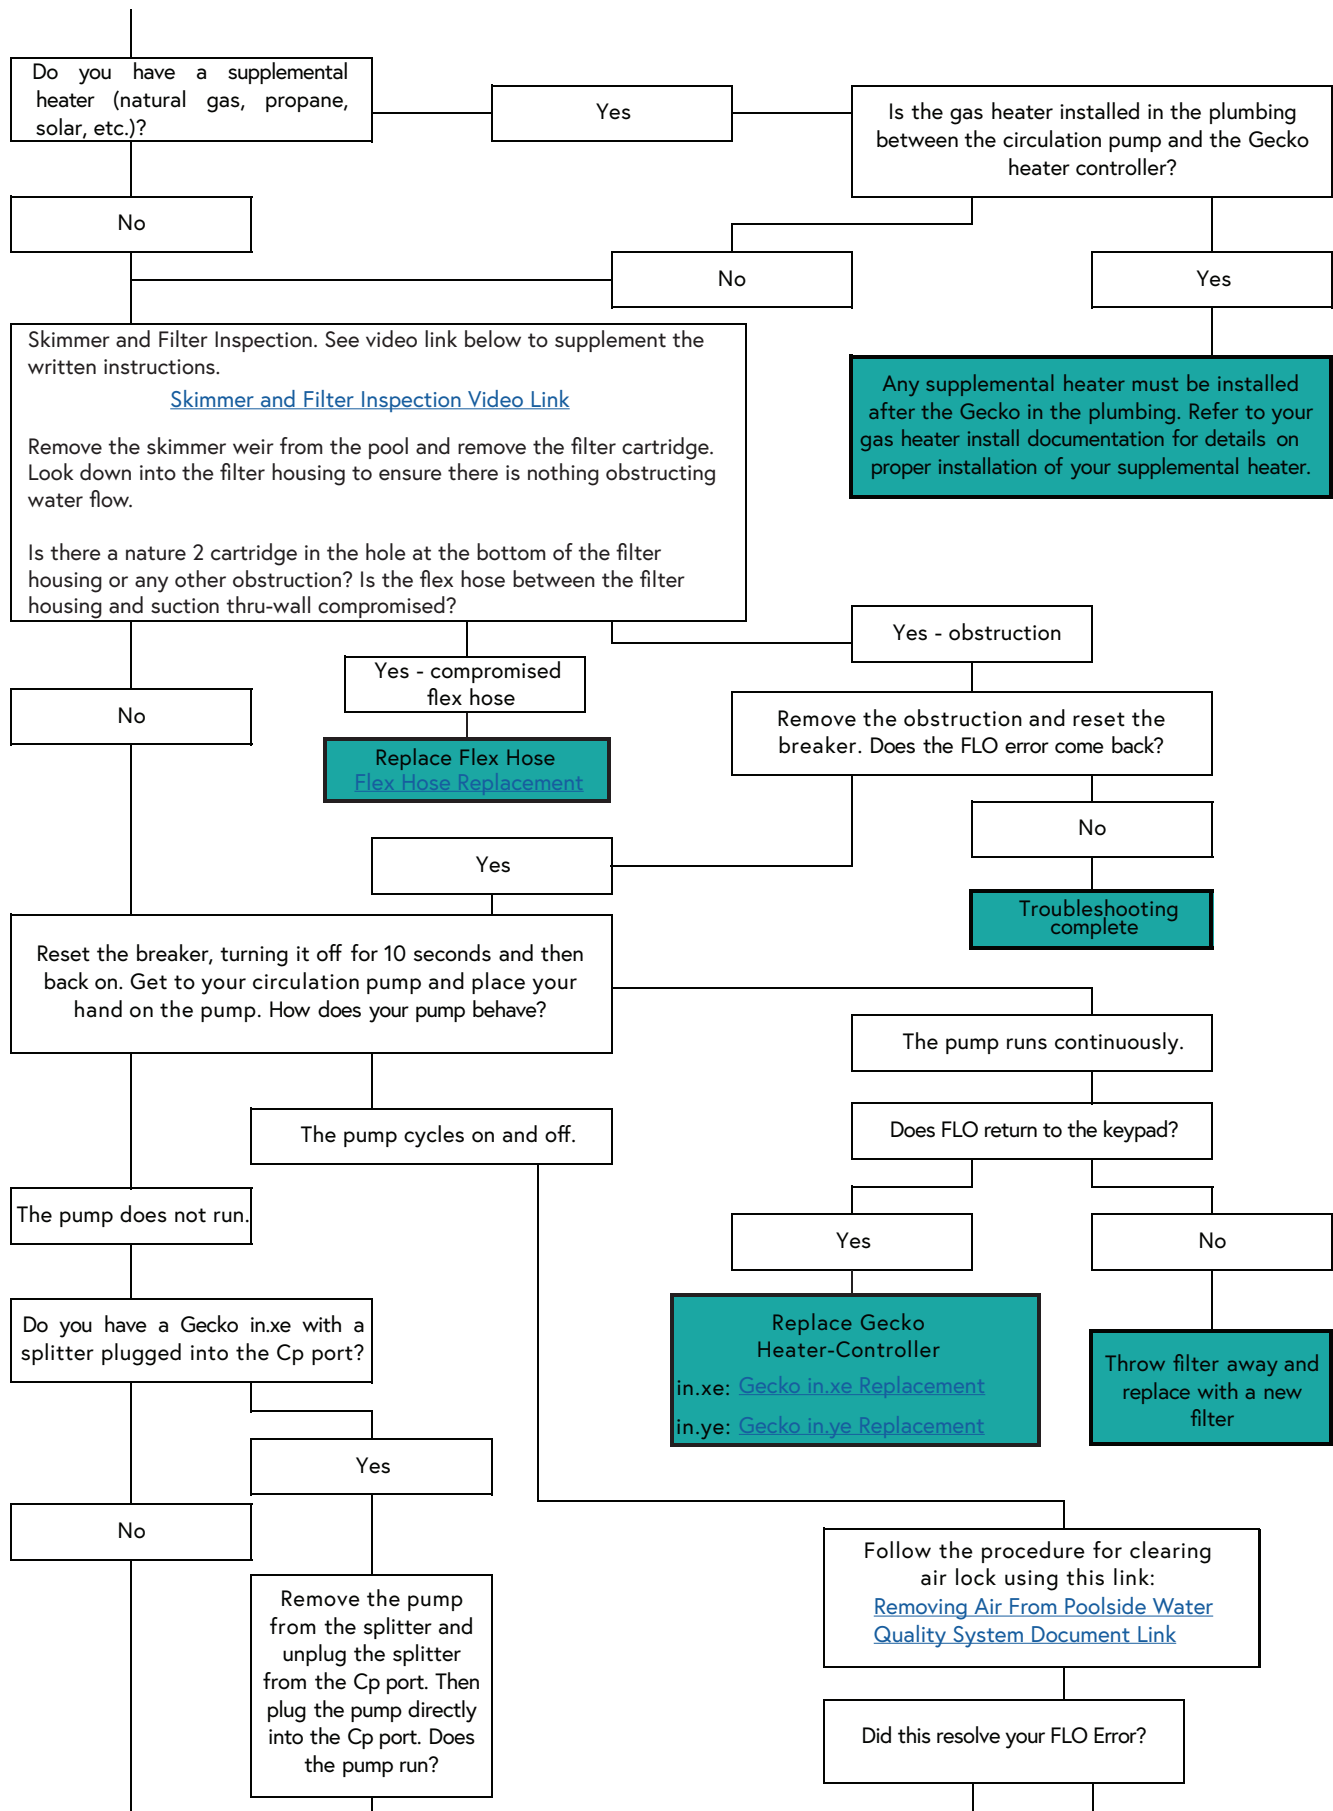 Do you have a supplemental
heater (natural gas, propane,
solar, etc.)?
Yes
Is the gas heater installed in the plumbing
between the circulation pump and the Gecko
heater controller?
No
No
Yes
Skimmer and Filter Inspection. See video link below to supplement the
written instructions.
Skimmer and Filter Inspection Video Link
Remove the skimmer weir from the pool and remove the filter cartridge.
Look down into the filter housing to ensure there is nothing obstructing
water flow.
Is there a nature 2 cartridge in the hole at the bottom of the filter
housing or any other obstruction? Is the flex hose between the filter
housing and suction thru-wall compromised?
Any supplemental heater must be installed
after the Gecko in the plumbing. Refer to your
gas heater install documentation for details on
proper installation of your supplemental heater.
Yes - obstruction
Yes - compromised
flex hose
No
Remove the obstruction and reset the
breaker. Does the FLO error come back?
Replace Flex Hose
Flex Hose Replacement
No
Yes
Troubleshooting
complete
Reset the breaker, turning it off for 10 seconds and then
back on. Get to your circulation pump and place your
hand on the pump. How does your pump behave?
The pump runs continuously.
The pump cycles on and off.
Does FLO return to the keypad?
The pump does not run.
Yes
No
Do you have a Gecko in.xe with a
splitter plugged into the Cp port?
Replace Gecko
Heater-Controller
in.xe: Gecko in.xe Replacement
in.ye: Gecko in.ye Replacement
Throw filter away and
replace with a new
filter
Yes
No
Follow the procedure for clearing
air lock using this link:
Removing Air From Poolside Water
Quality System Document Link
Remove the pump
from the splitter and
unplug the splitter
from the Cp port. Then
plug the pump directly
into the Cp port. Does
the pump run?
Did this resolve your FLO Error?